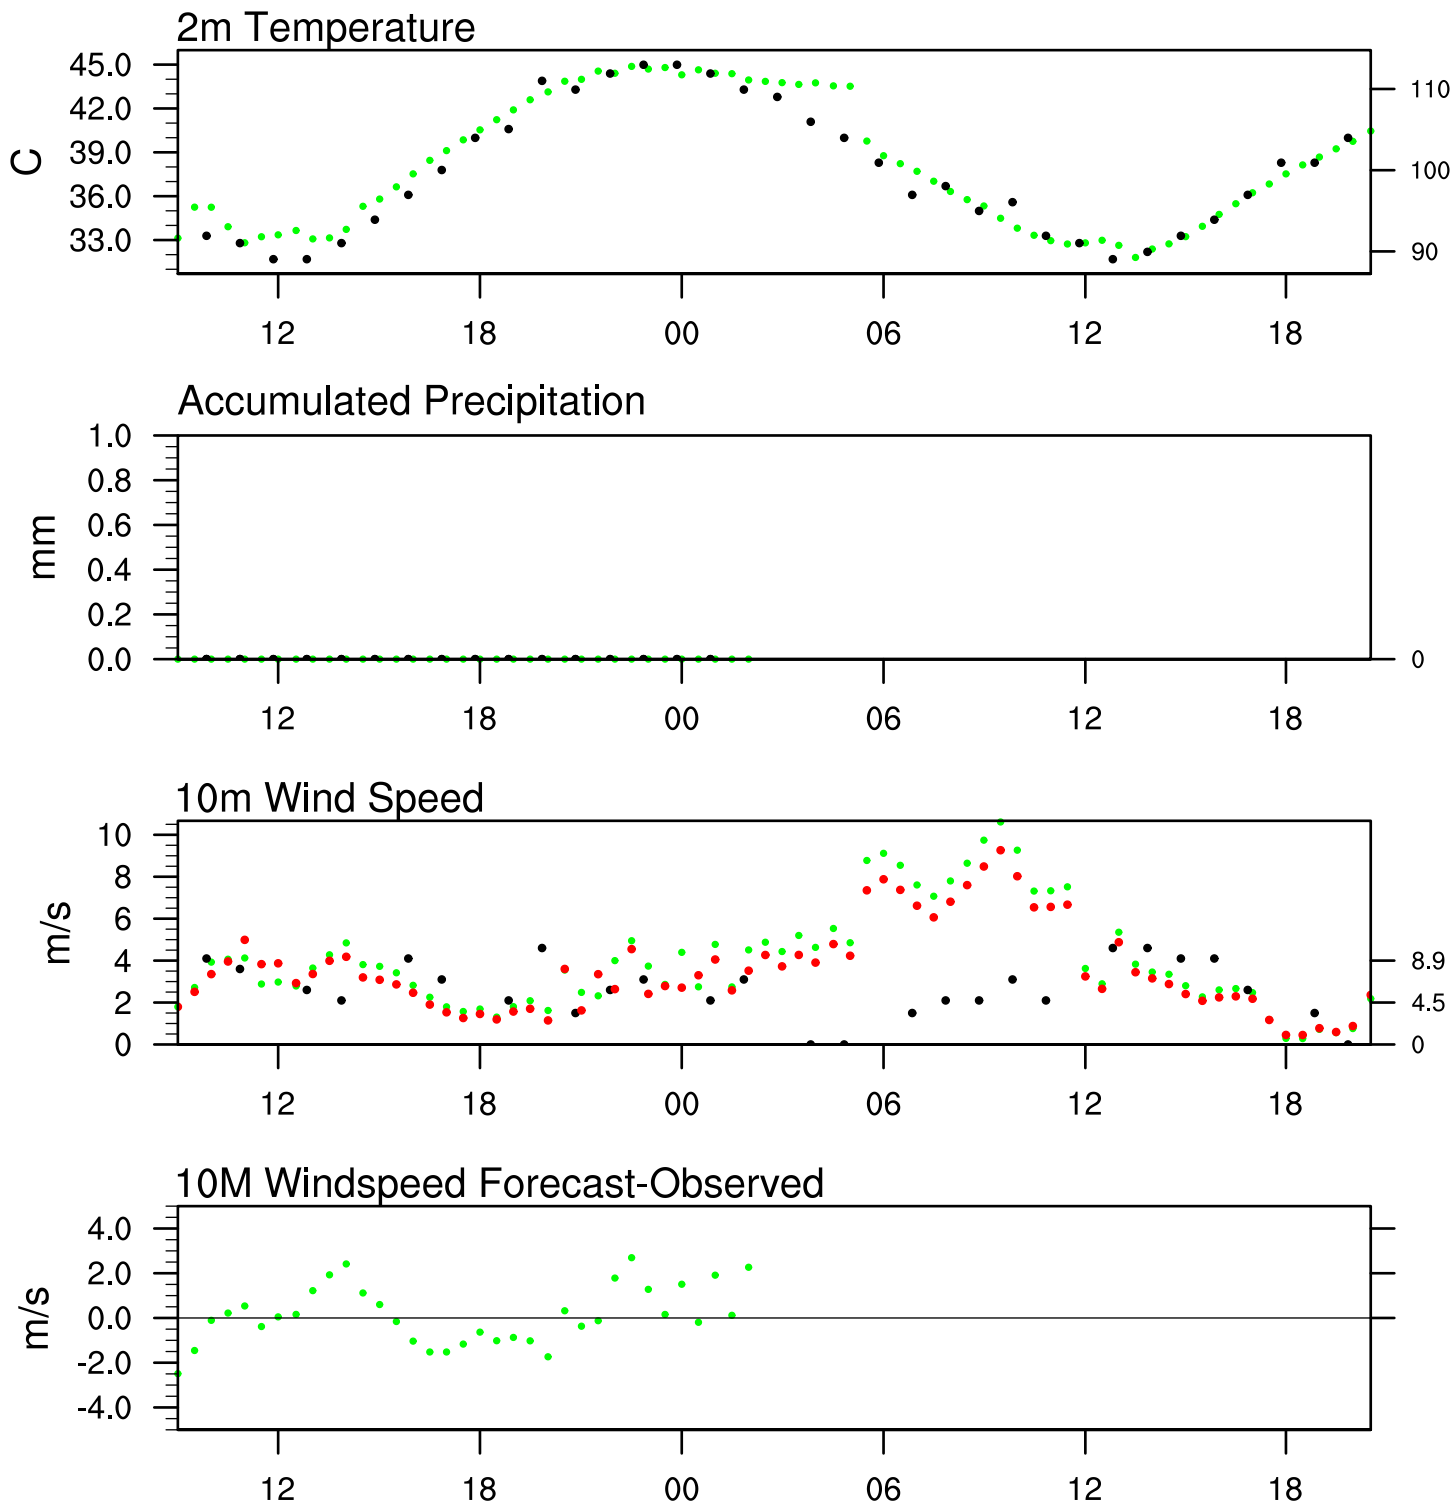 2m Temperature
45.0
42.0
39.0
36.0
33.0
C
110
100
90
12 18 00 06 12 18
Accumulated Precipitation
1.0
0.8
0.6
0.4
0.2
0.0
mm
0
12 18 00 06 12 18
10m Wind Speed
10
8
6
4
2
0
m/s
8.9
4.5
0
12 18 00 06 12 18
10M Windspeed Forecast-Observed
4.0
2.0
0.0
-2.0
-4.0
m/s
12 18 00 06 12 18